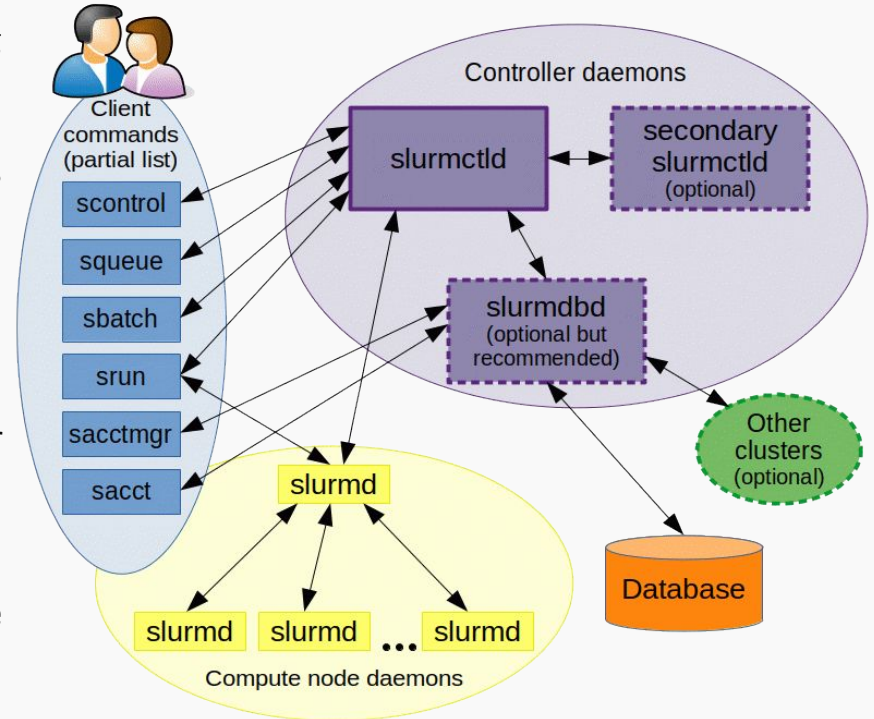 Client
commands
(partial list)
scontrol
squeue
sbatch
srun
sacctmgr
sacct
Controller daemons
slurmctld
secondary
slurmctld
(optional)
slurmdbd
(optional but
recommended)
Other
clusters
(optional)
Database
slurmd
slurmd
slurmd
...
slurmd
Compute node daemons